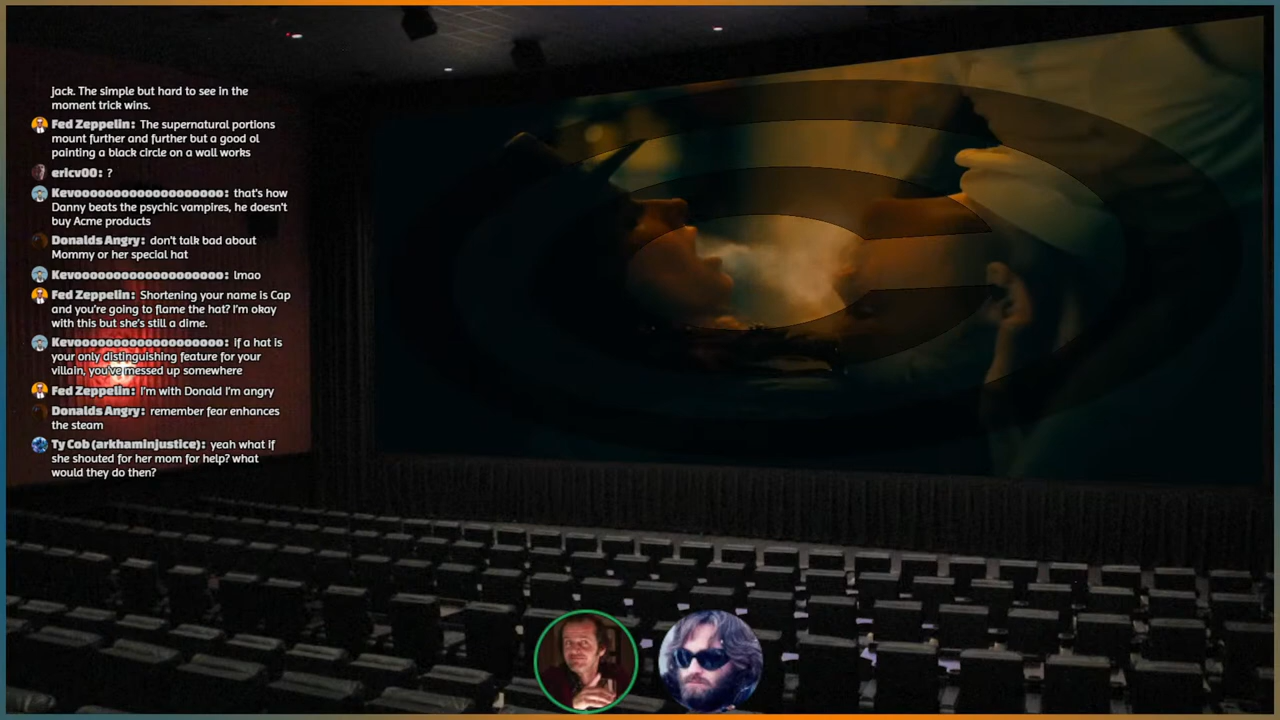 jack. The simple but hard to see in the
moment trick wins.
Fed Zeppelin: The supernatural portions
mount further and further but a good ol
painting a black circle on a wall works
ericv00: ?
Kevooooooooooooooooooo: that's how
Danny beats the psychic vampires, he doesn't
buy Acme products
Donalds Angry: don't talk bad about
Mommy or her special hat
Kevooooooooooooooooooo: lmao
Fed Zeppelin: Shortening your name is Cap
and you're going to flame the hat? I'm okay
with this but she's still a dime.
Kevooooooooooooooooooo: if a hat is
your only distinguishing feature for your
villain, you've messed up somewhere
Fed Zeppelin: I'm with Donald I'm angry
Donalds Angry: remember fear enhances
the steam
Ty Cob (arkhaminjustice): yeah what if
she shouted for her mom for help? what
would they do then?